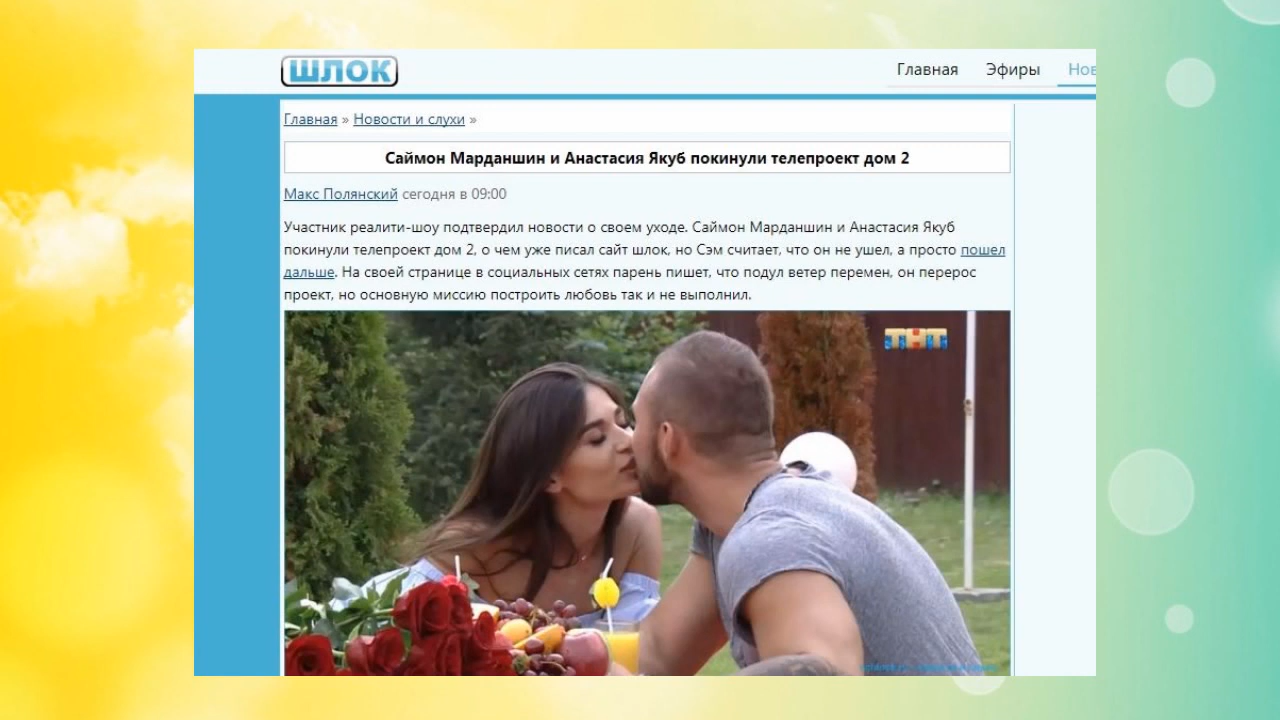 ШЛОК
Главная Эфиры Нов
Главная » Новости и слухи »
Саймон Марданшин и Анастасия Якуб покинули телепроект дом 2
Макс Полянский сегодня в 09:00
Участник реалити-шоу подтвердил новости о своем уходе. Саймон Марданшин и Анастасия Якуб
покинули телепроект дом 2, о чем уже писал сайт шлок, но Сэм считает, что он не ушел, а просто пошел
дальше. На своей странице в социальных сетях парень пишет, что подул ветер перемен, он перерос
проект, но основную миссию построить любовь так и не выполнил.
ТНТ